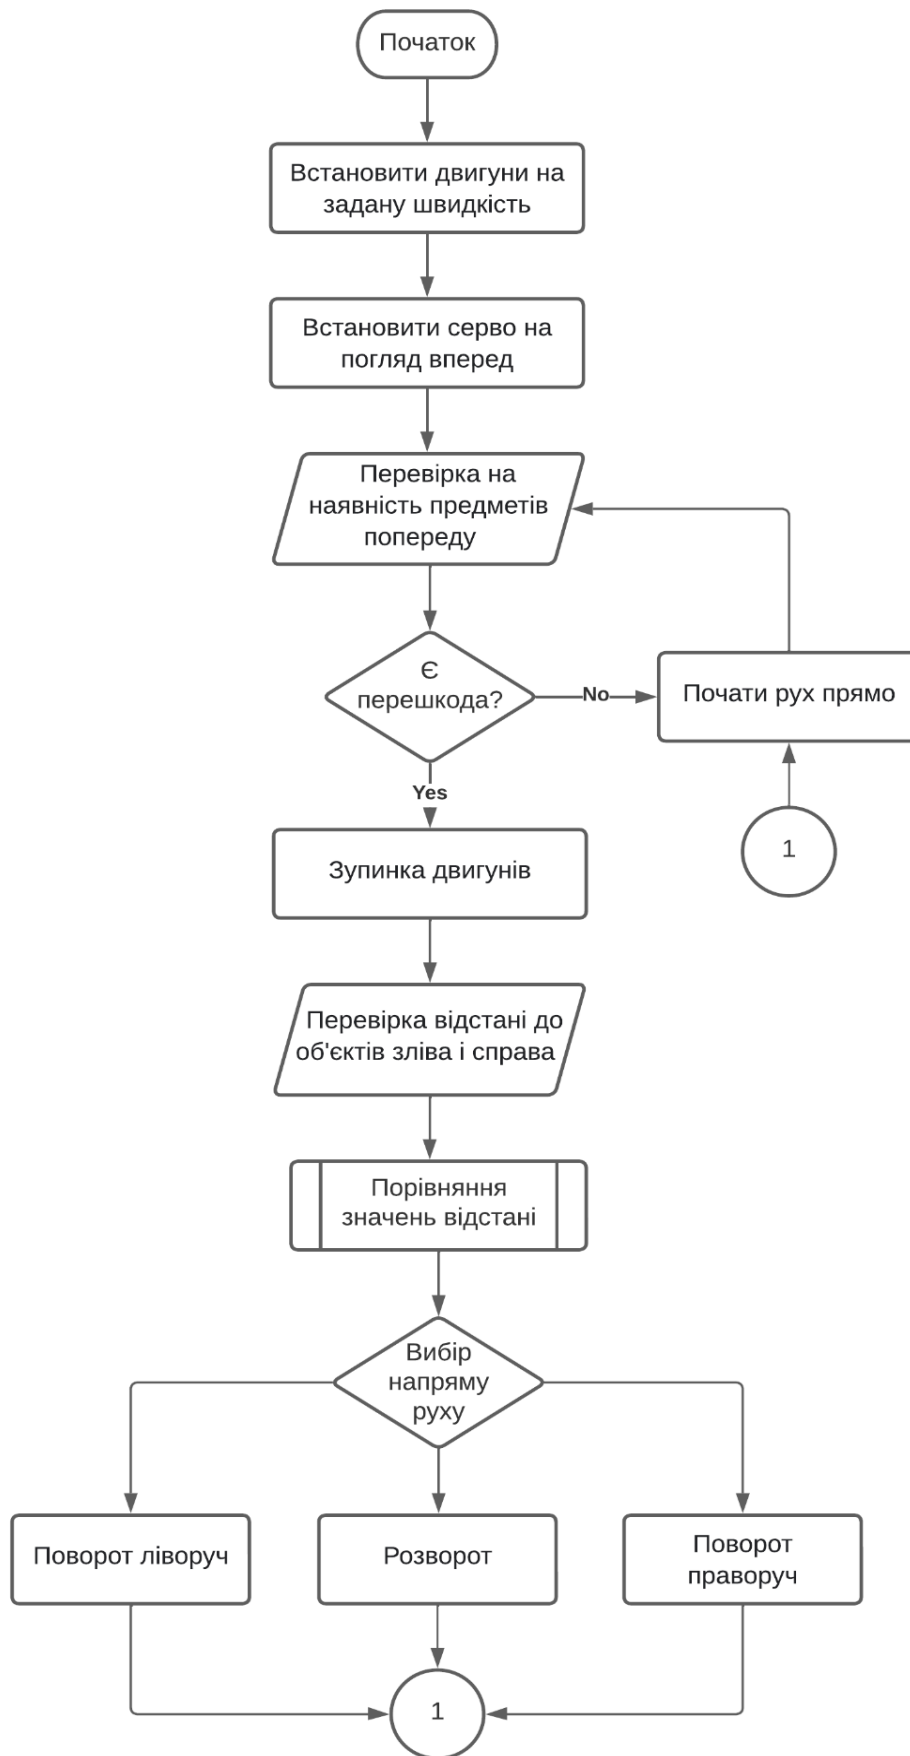 Початок
Встановити двигуни на
задану швидкість
Встановити серво на
погляд вперед
Перевірка на
наявність предметів
попереду
Є
перешкода?
No
Почати рух прямо
Yes
1
Зупинка двигунів
Перевірка відстані до
об'єктів зліва і справа
Порівняння
значень відстані
Вибір
напряму
руху
Поворот ліворуч
Розворот
Поворот
праворуч
1